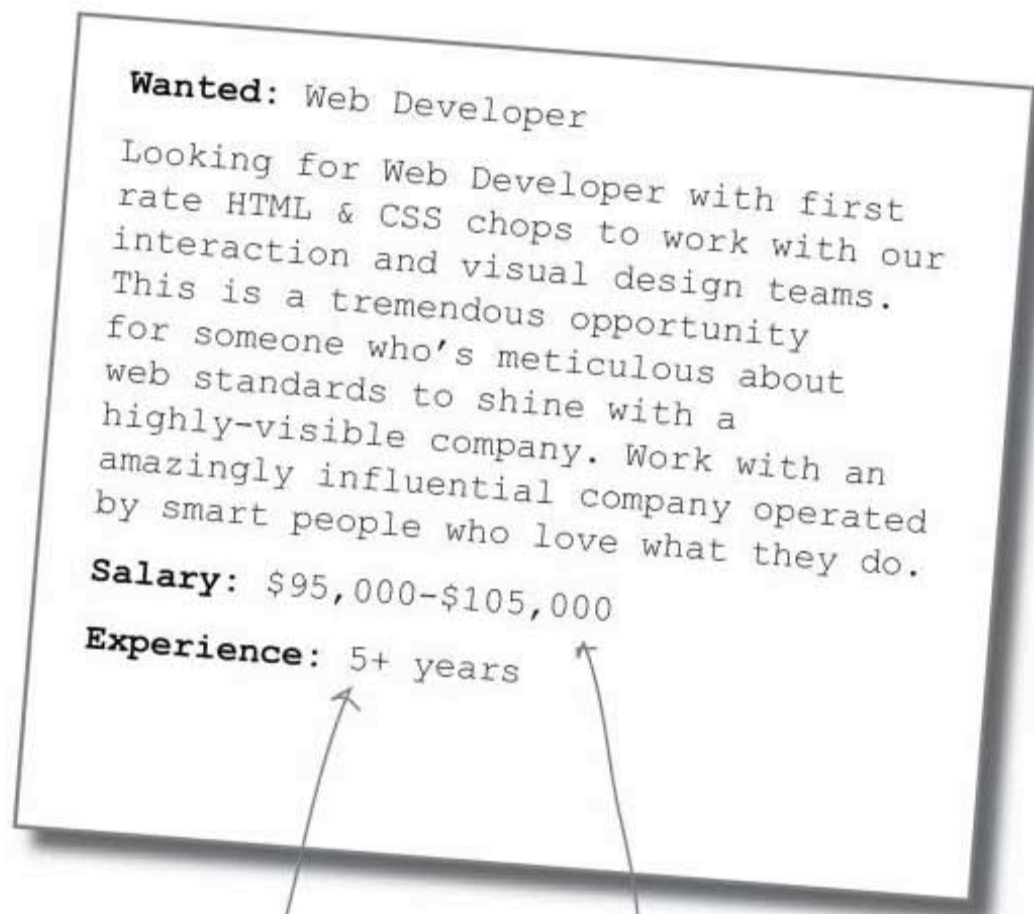 Wanted: Web Developer
Looking for Web Developer with first
rate HTML & CSS chops to work with our
interaction and visual design teams.
This is a tremendous opportunity
for someone who's meticulous about
web standards to shine with a
highly-visible company. Work with an
amazingly influential company operated
by smart people who love what they do.
Salary: $95,000-$105,000
Experience: 5+ years